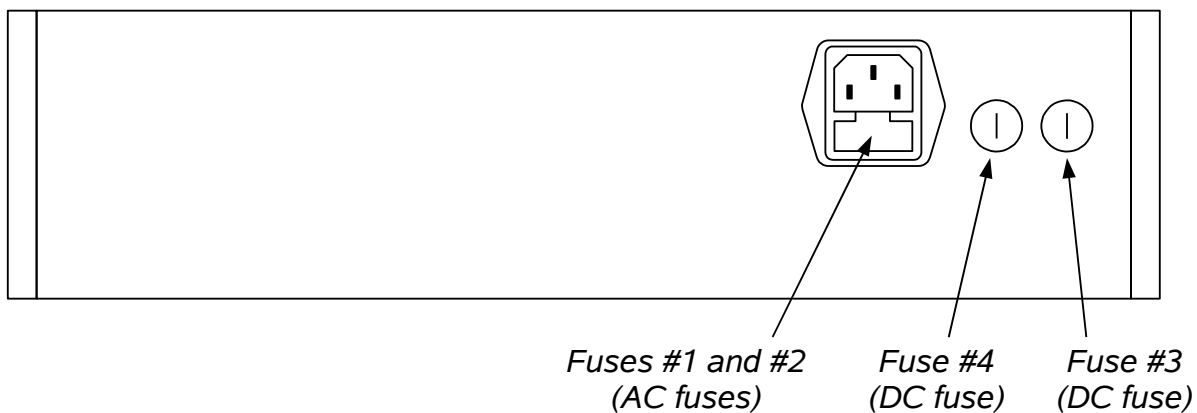 Fuses #1 and #2
(AC fuses)
Fuse #4
(DC fuse)
Fuse #3
(DC fuse)